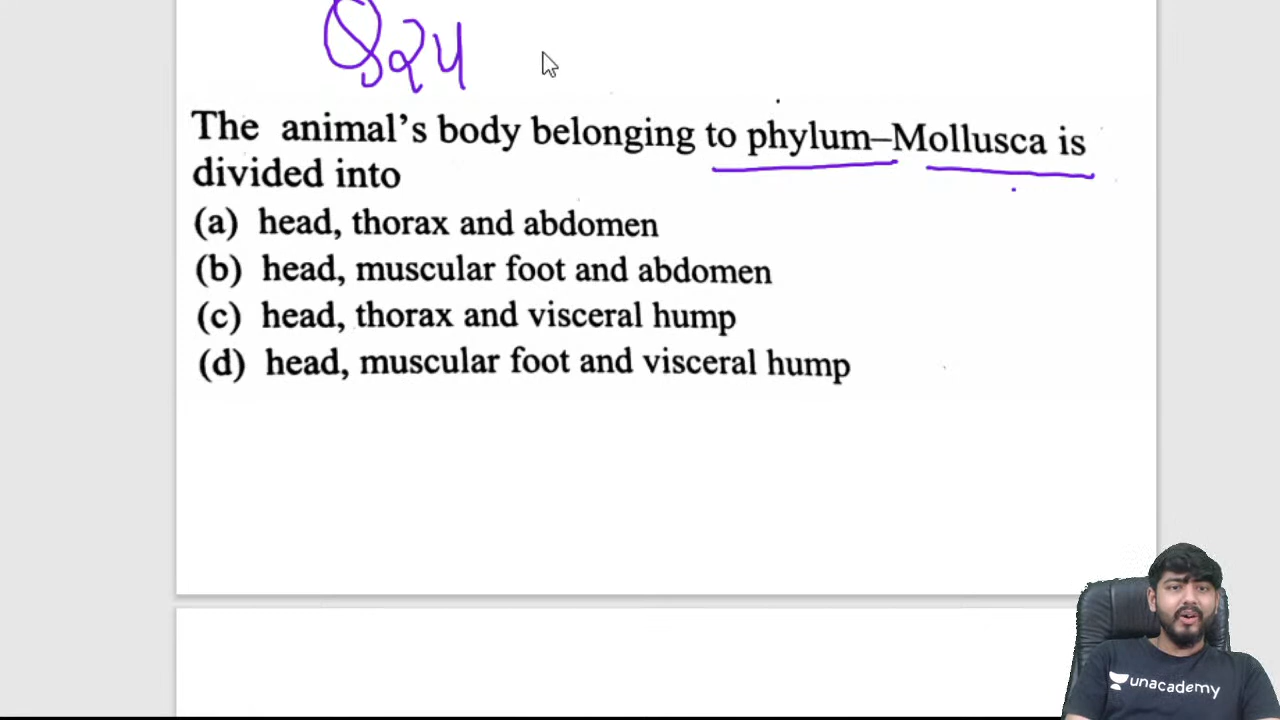 Q24
The animal's body belonging to phylum–Mollusca is
divided into
(a) head, thorax and abdomen
(b) head, muscular foot and abdomen
(c) head, thorax and visceral hump
(d) head, muscular foot and visceral hump
unacademy